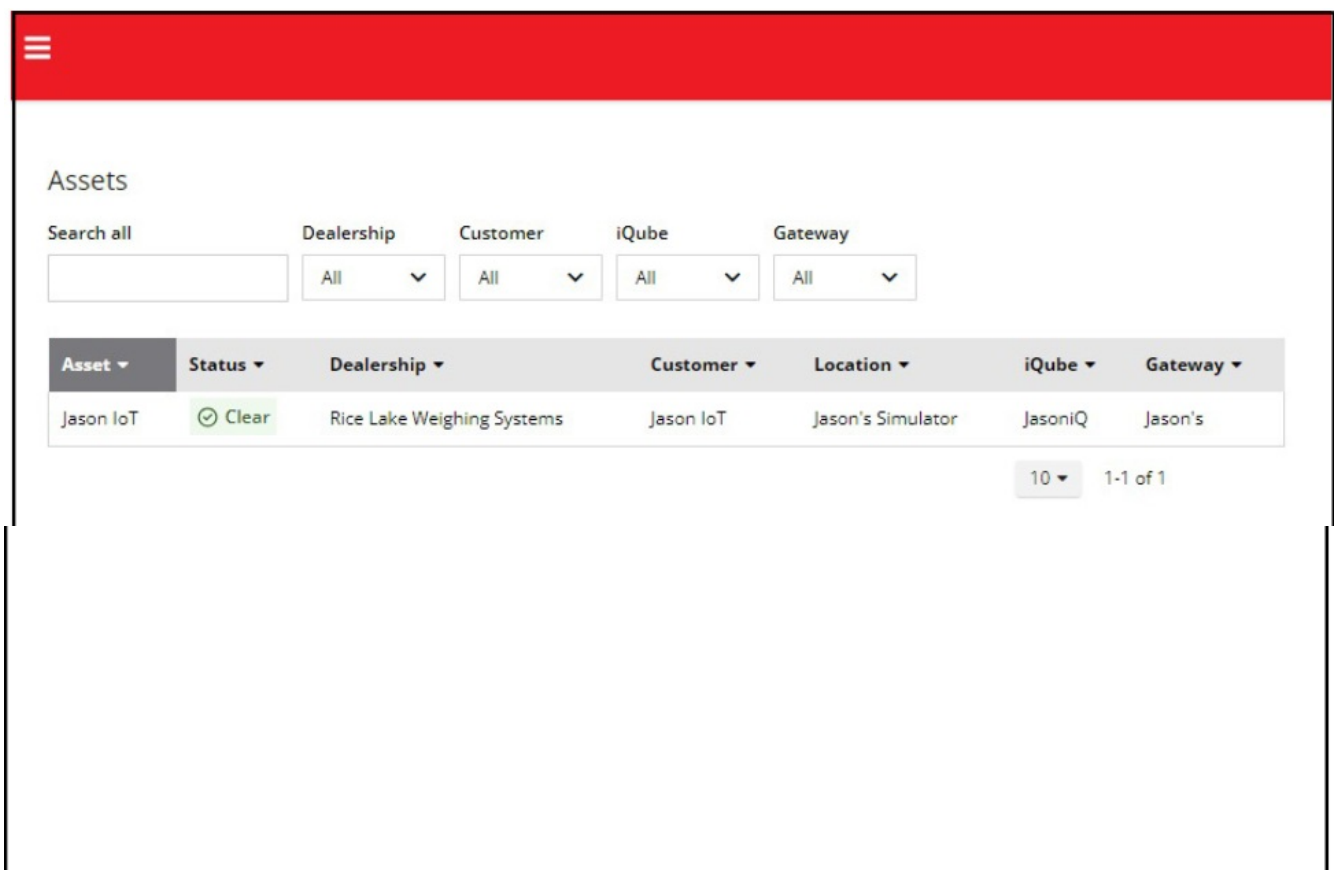 Assets
Search all Dealership Customer iQube Gateway
All All All All
Asset Status Dealership Customer Location iQube Gateway
Jason IoT Clear Rice Lake Weighing Systems Jason IoT Jason's Simulator JasoniQ Jason's
10 1-1 of 1